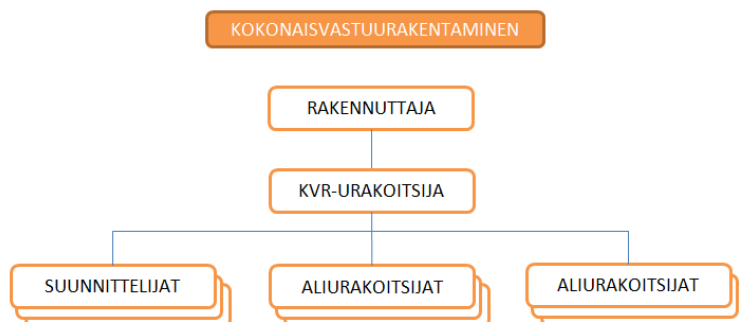 KOKONAISVASTUURAKENTAMINEN
RAKENNUTTAJA
KVR-URAKOITSIJA
SUUNNITTELIJAT
ALIURAKOITSIJAT
ALIURAKOITSIJAT